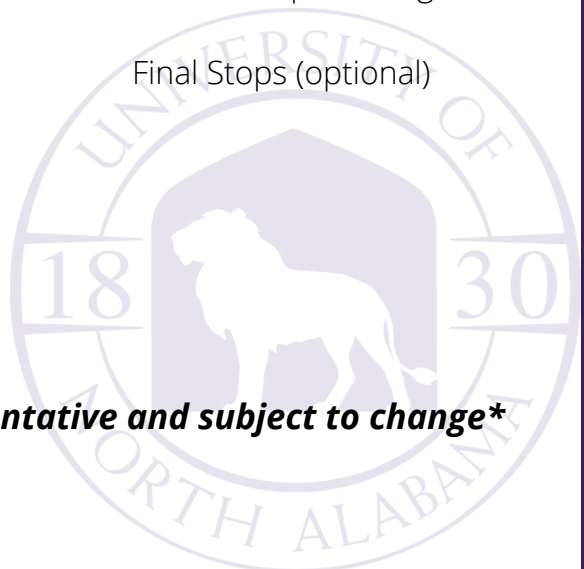 Final Stops (optional)
UNIVERSITY OF
18 30
ntative and subject to change*
NORTH ALABAMA